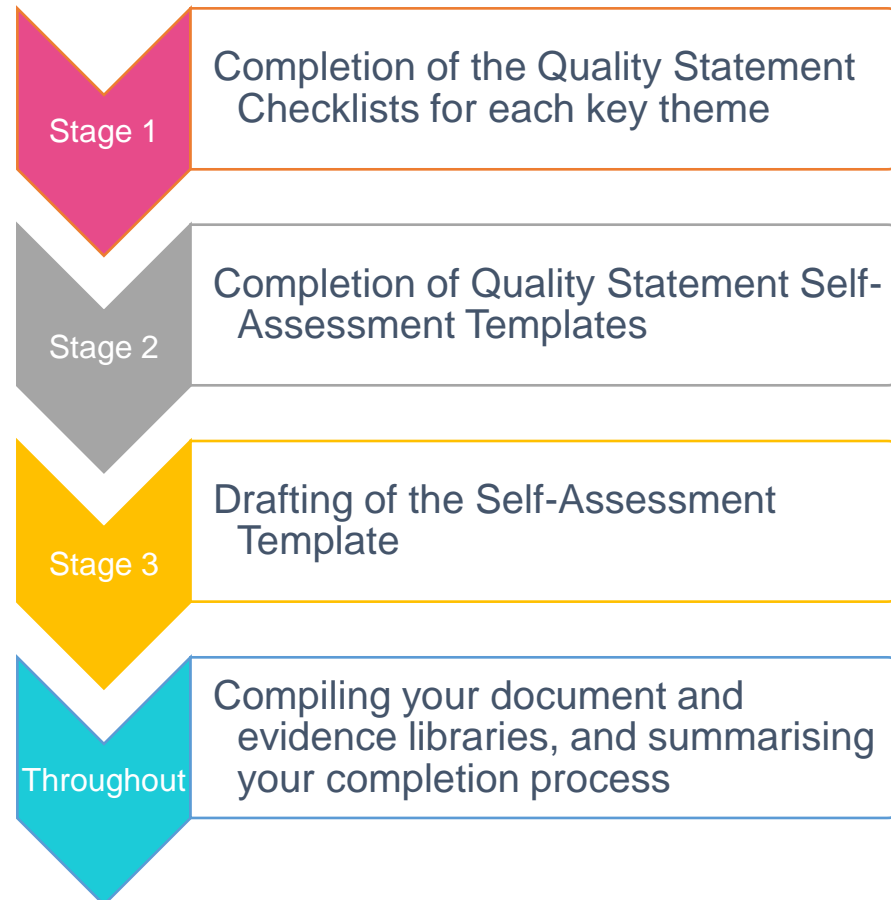 Stage 1
Completion of the Quality Statement
Checklists for each key theme
Stage 2
Completion of Quality Statement Self-
Assessment Templates
Stage 3
Drafting of the Self-Assessment
Template
Throughout
Compiling your document and
evidence libraries, and summarising
your completion process